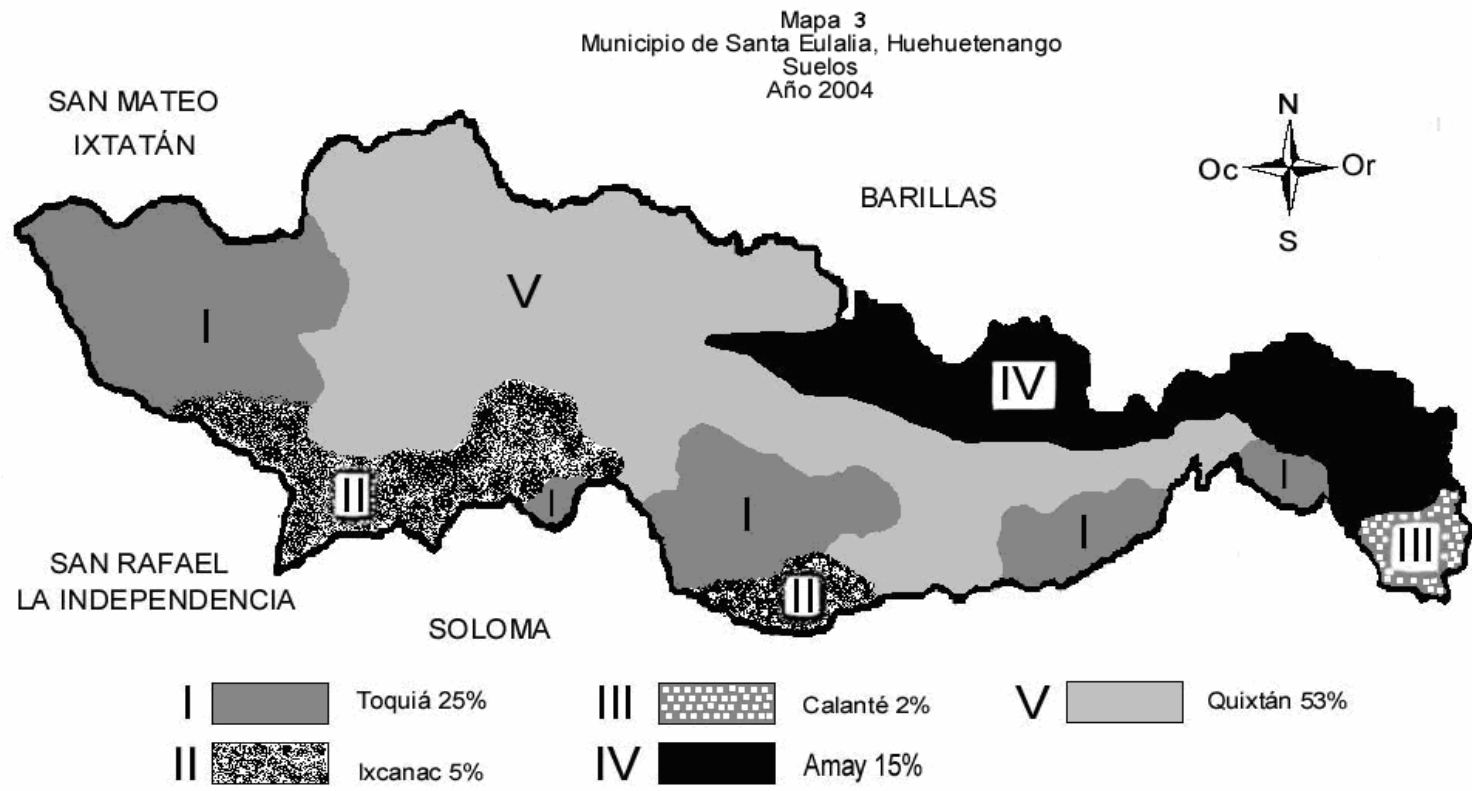 Mapa 3
Municipio de Santa Eulalia, Huehuetenango
Suelos
Año 2004
SAN MATEO
IXTATÁN
BARILLAS
N
Oc
Or
S
V
I
IV
II
I
I
II
I
I
III
SAN RAFAEL
LA INDEPENDENCIA
SOLOMA
I Toquiá 25%
II Ixcanac 5%
III Calanté 2%
IV Amay 15%
V Quixtán 53%